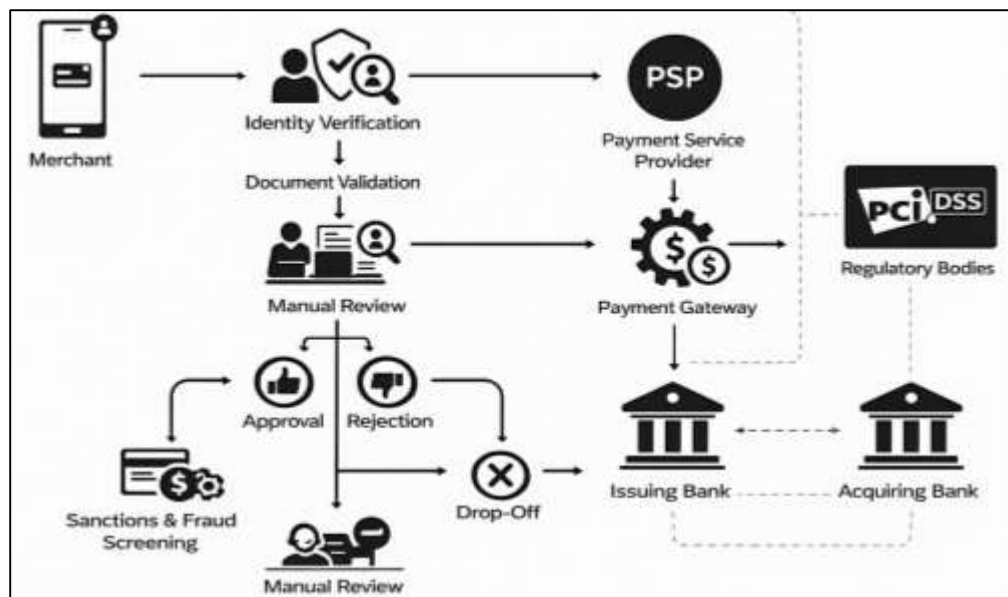 PSP
Identity Verification
Payment Service
Provider
Merchant
Document Validation
PCi
DSS
Regulatory Bodies
$
$
Manual Review
Payment Gateway
Approval
Rejection
$
Sanctions & Fraud
Screening
Drop-Off
Issuing Bank
Acquiring Bank
Manual Review